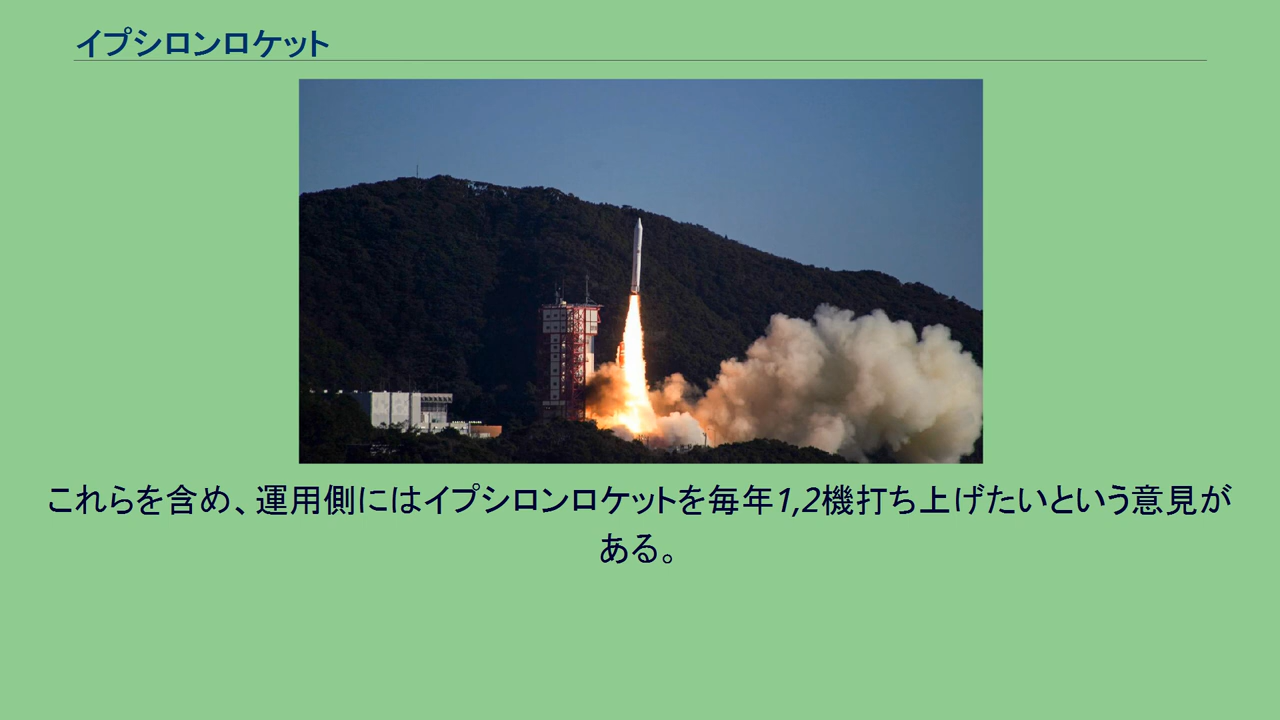 イプシロンロケット
これらを含め、運用側にはイプシロンロケットを毎年1,2機打ち上げたいという意見が
ある。